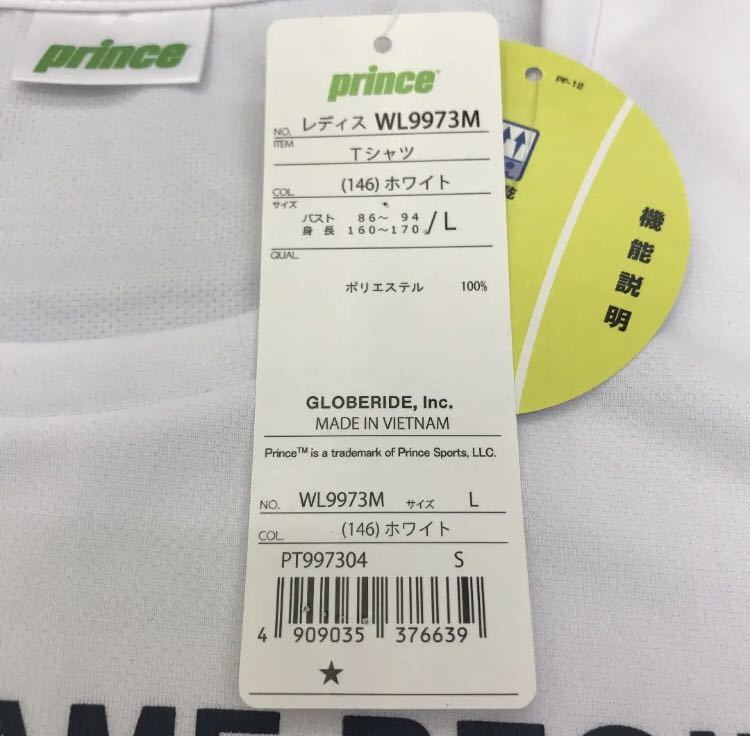 prince
prince
NO. レディス WL9973M
ITEM
Tシャツ
COL. (146) ホワイト
サイズ
バスト 86～ 94
身長 160～170 / L
QUAL.
ポリエステル 100%
GLOBERIDE, Inc.
MADE IN VIETNAM
Prince™ is a trademark of Prince Sports, LLC.
NO. WL9973M サイズ L
COL. (146) ホワイト
PT997304 S
4 909035 376639
★
PF-12
機能説明